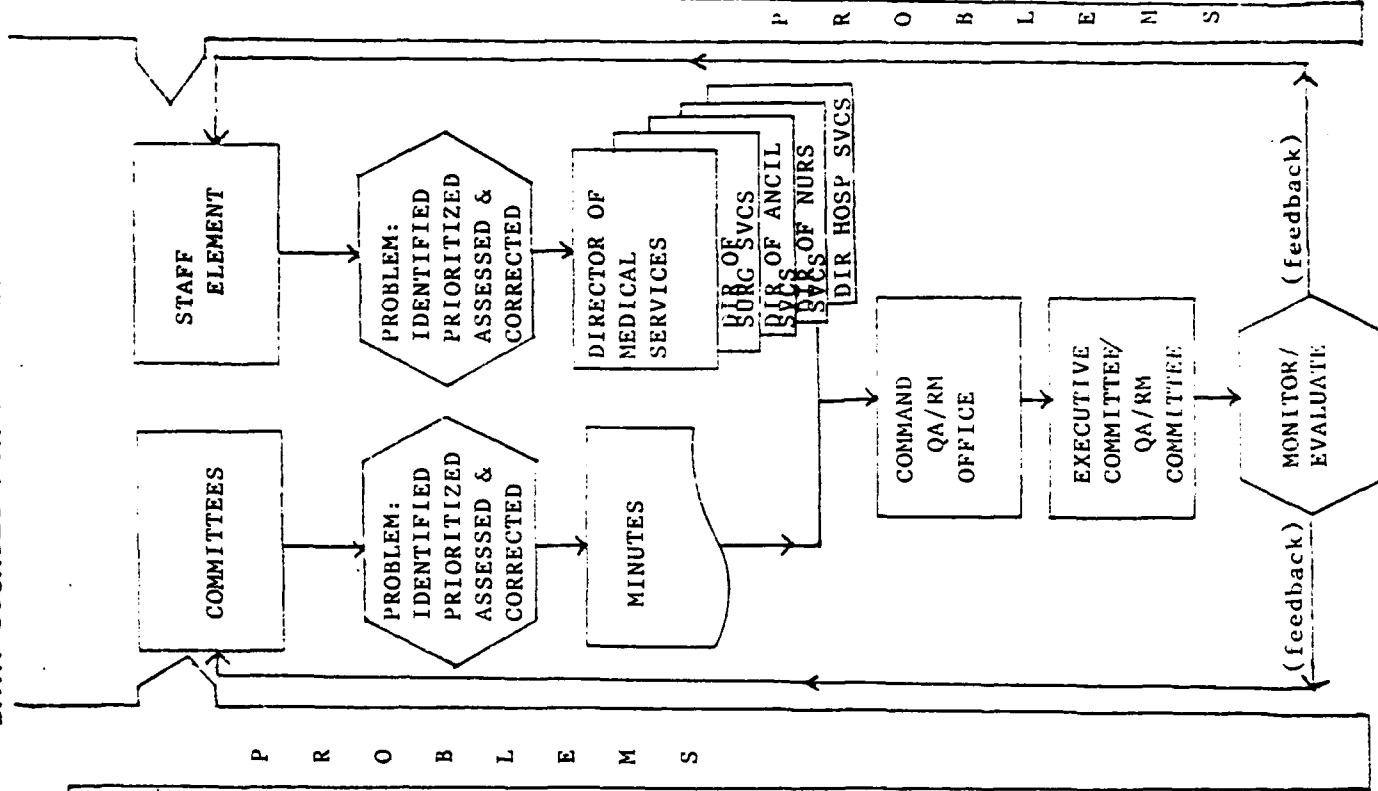 P R O B L E M S
COMMITTEES
PROBLEM:
IDENTIFIED
PRIORITIZED
ASSESSED &
CORRECTED
MINUTES
STAFF
ELEMENT
PROBLEM:
IDENTIFIED
PRIORITIZED
ASSESSED &
CORRECTED
DIRECTOR OF
MEDICAL
SERVICES
DIR OF
SURG SVCS
DIR OF ANCIL
SVCS
DIR OF NURS
SVCS
DIR HOSP SVCS
COMMAND
QA/RM
OFFICE
EXECUTIVE
COMMITTEE/
QA/RM
COMMITTEE
MONITOR/
EVALUATE
(feedback)
(feedback)
P R O B L E M S